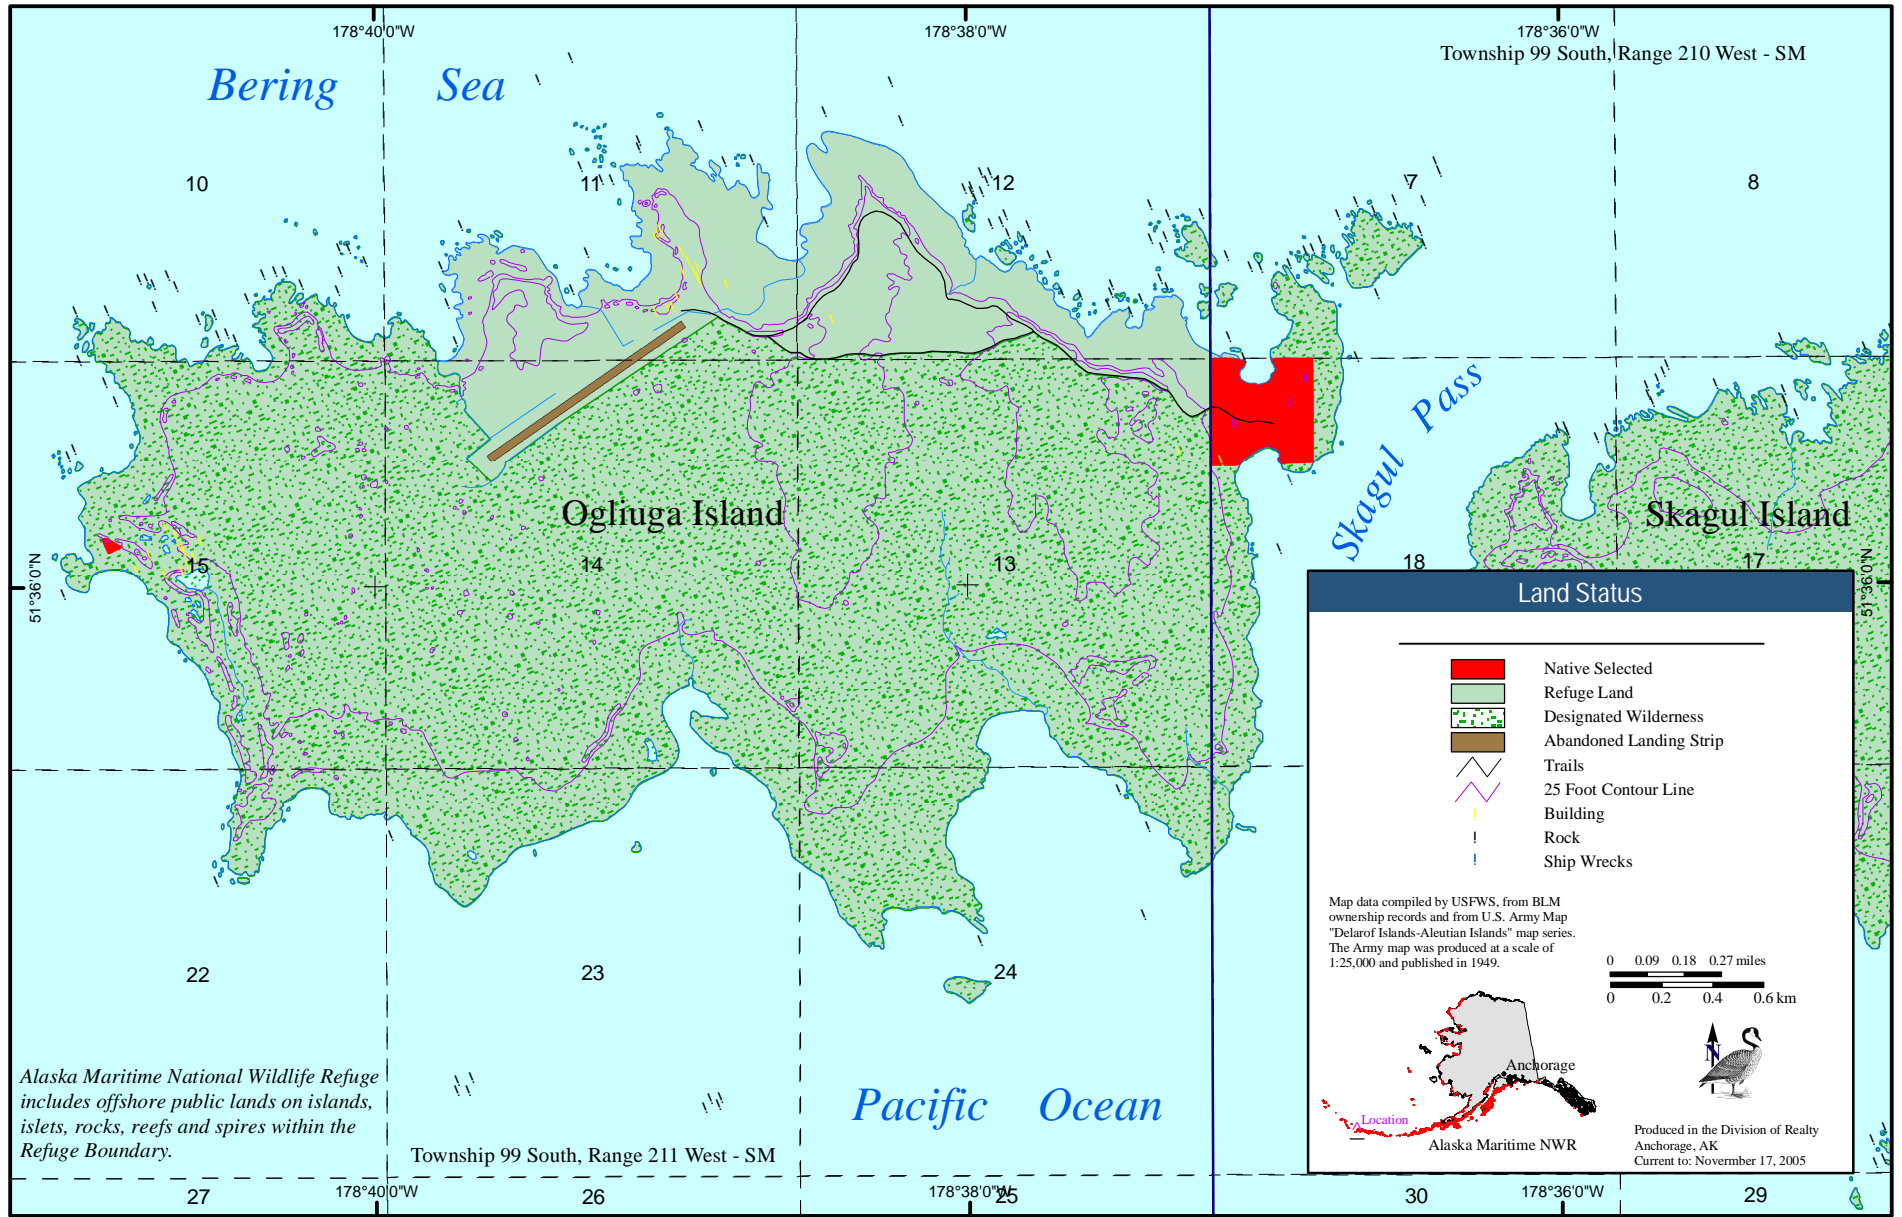 178°40'0"W
178°38'0"W
178°36'0"W
Township 99 South, Range 210 West - SM
Bering Sea
10
11
12
7
8
Skagul Pass
Ogliuga Island
Skagul Island
15
14
13
18
17
51°36'0"N
51°36'0"N
Land Status
Native Selected
Refuge Land
Designated Wilderness
Abandoned Landing Strip
Trails
25 Foot Contour Line
Building
Rock
Ship Wrecks
Map data compiled by USFWS, from BLM
ownership records and from U.S. Army Map
"Delarof Islands-Aleutian Islands" map series.
The Army map was produced at a scale of
1:25,000 and published in 1949.
0 0.09 0.18 0.27 miles
0 0.2 0.4 0.6 km
N
Anchorage
Location
Alaska Maritime NWR
Produced in the Division of Realty
Anchorage, AK
Current to: Novermber 17, 2005
22
23
24
Alaska Maritime National Wildlife Refuge
includes offshore public lands on islands,
islets, rocks, reefs and spires within the
Refuge Boundary.
Pacific Ocean
Township 99 South, Range 211 West - SM
27
178°40'0"W
26
178°38'0"W
25
30
178°36'0"W
29